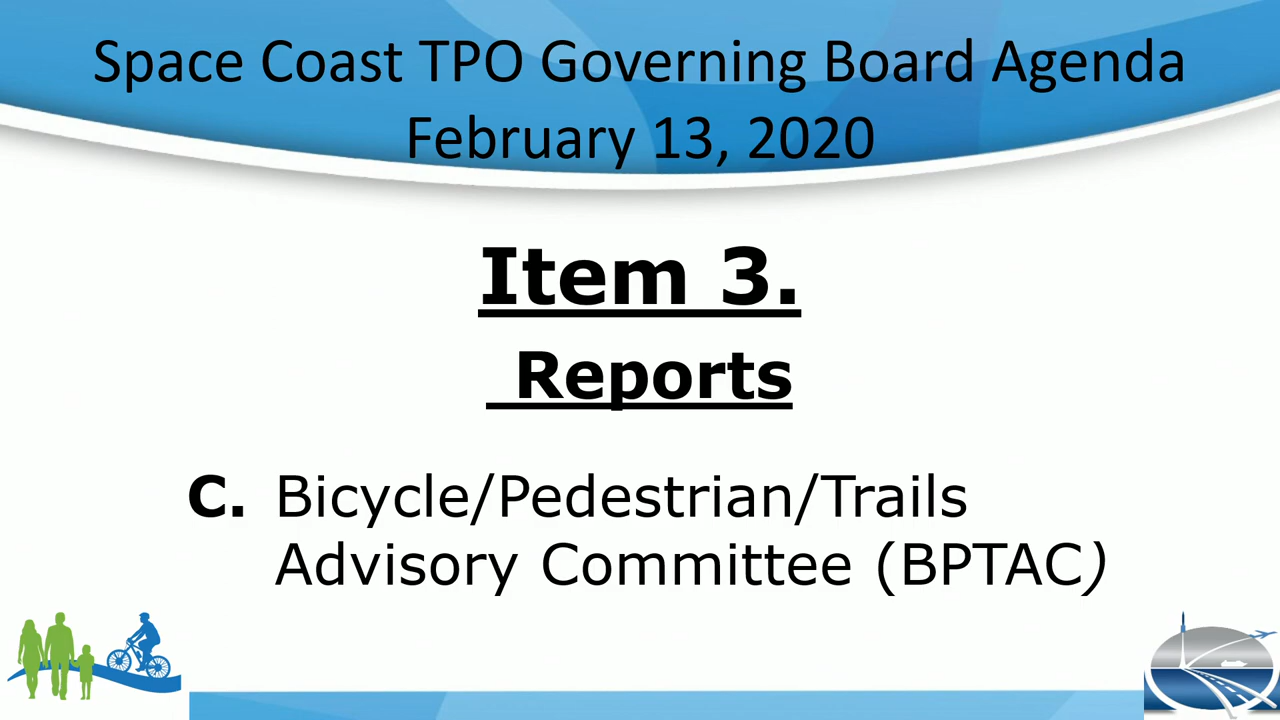 Space Coast TPO Governing Board Agenda
February 13, 2020
Item 3.
Reports
C. Bicycle/Pedestrian/Trails
Advisory Committee (BPTAC)